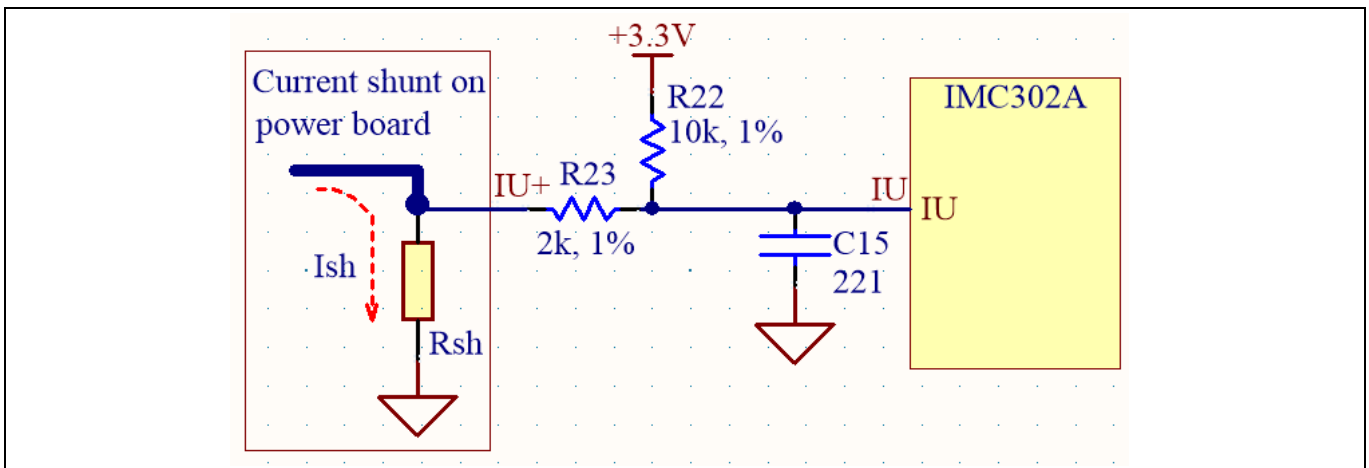 +3.3V
Current shunt on
power board
R22
10k, 1%
IMC302A
IU+
R23
IU
IU
2k, 1%
C15
221
Ish
Rsh